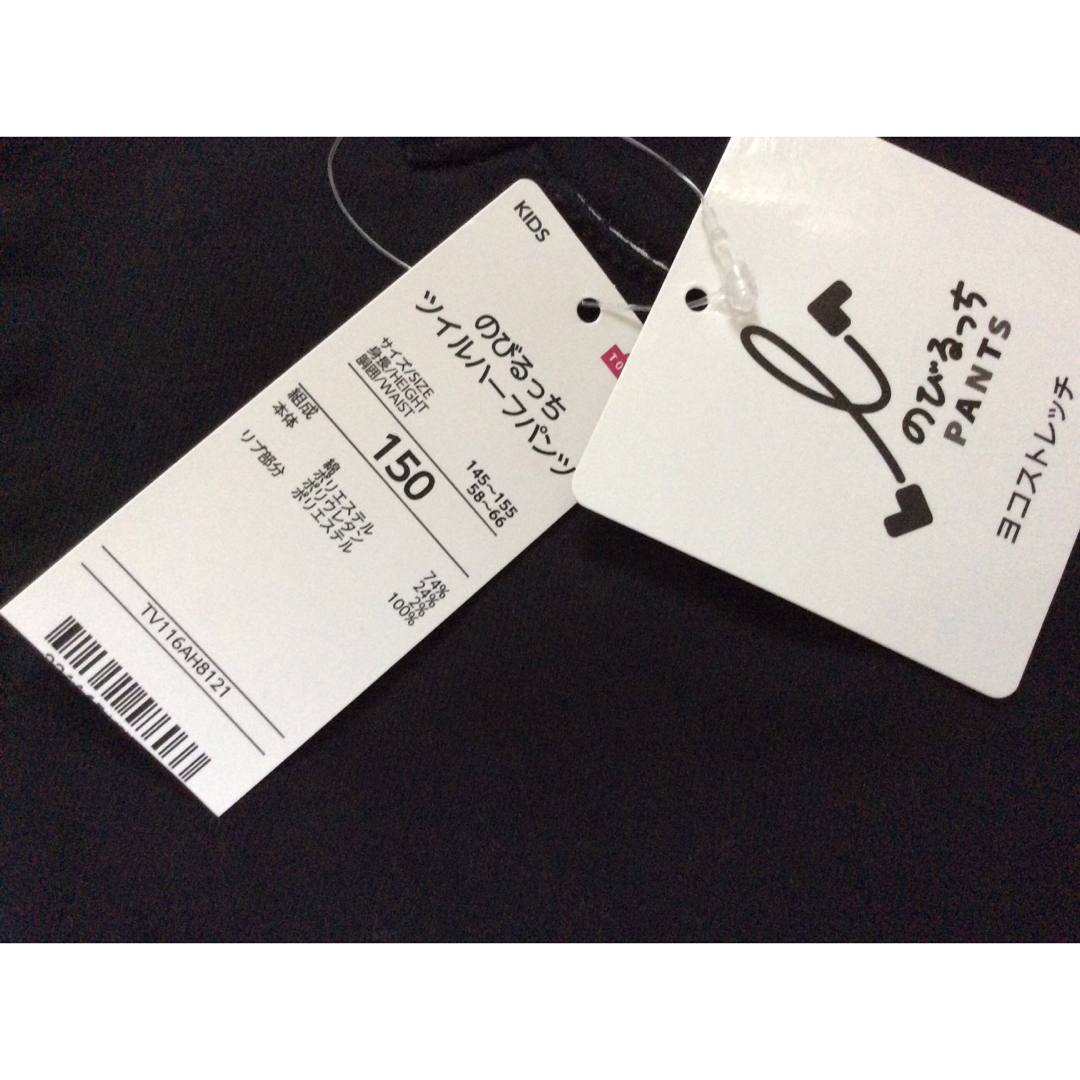 KIDS
のびるっち
ツイルハーフパンツ
サイズ/SIZE
150
身長/HEIGHT 145~155
胴囲/WAIST 58~66
組成
本体 綿 74%
ポリエステル 24%
ポリウレタン 2%
リブ部分 ポリエステル 100%
TV116AH8121
のびるっち
PANTS
ヨコストレッチ